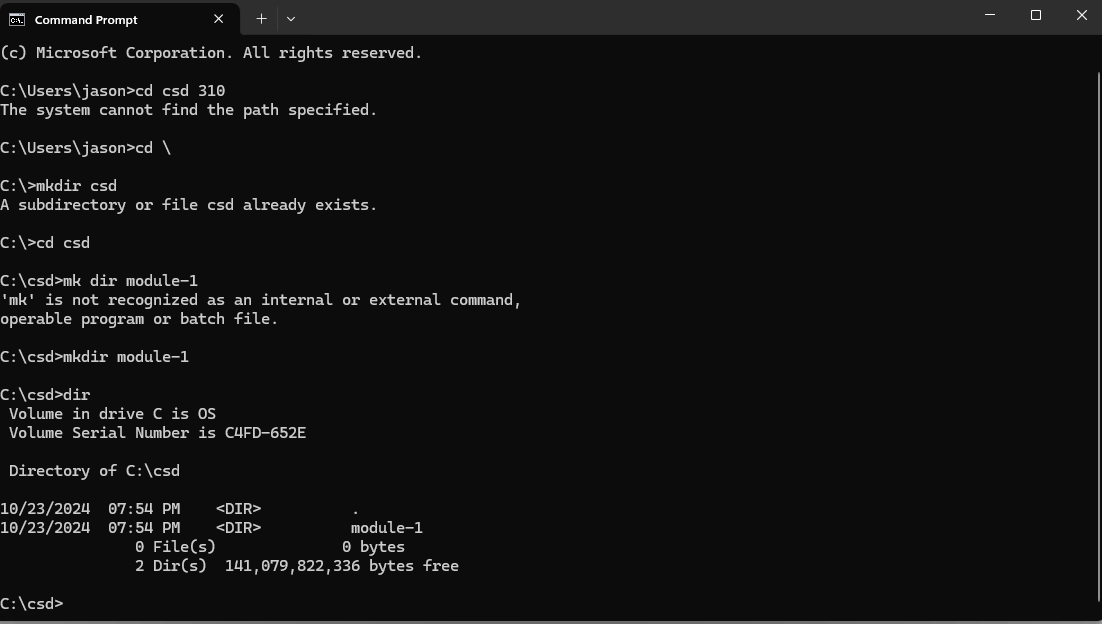 Command Prompt
(c) Microsoft Corporation. All rights reserved.
C:\Users\jason>cd csd 310
The system cannot find the path specified.
C:\Users\jason>cd \
C:\>mkdir csd
A subdirectory or file csd already exists.
C:\>cd csd
C:\csd>mk dir module-1
'mk' is not recognized as an internal or external command,
operable program or batch file.
C:\csd>mkdir module-1
C:\csd>dir
 Volume in drive C is OS
 Volume Serial Number is C4FD-652E
 Directory of C:\csd
10/23/2024  07:54 PM    <DIR>          .
10/23/2024  07:54 PM    <DIR>          module-1
               0 File(s)              0 bytes
               2 Dir(s)  141,079,822,336 bytes free
C:\csd>